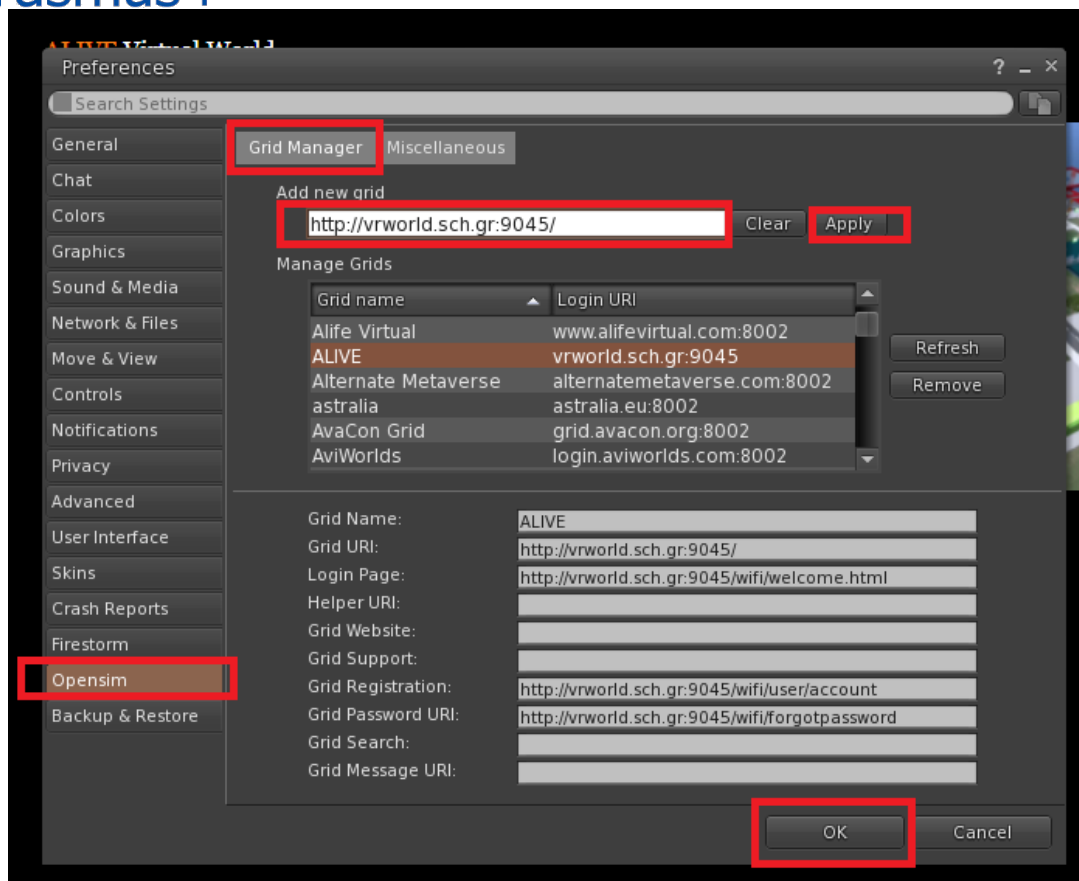 ALIVE Virtual World
Preferences
Search Settings
General
Chat
Colors
Graphics
Sound & Media
Network & Files
Move & View
Controls
Notifications
Privacy
Advanced
User Interface
Skins
Crash Reports
Firestorm
Opensim
Backup & Restore
Grid Manager Miscellaneous
Add new grid
http://vrworld.sch.gr:9045/ Clear Apply
Manage Grids
Grid name Login URI
Alife Virtual www.alifevirtual.com:8002
ALIVE vrworld.sch.gr:9045
Alternate Metaverse alternatemetaverse.com:8002
astralia astralia.eu:8002
AvaCon Grid grid.avacon.org:8002
AviWorlds login.aviworlds.com:8002
Refresh
Remove
Grid Name: ALIVE
Grid URI: http://vrworld.sch.gr:9045/
Login Page: http://vrworld.sch.gr:9045/wifi/welcome.html
Helper URI:
Grid Website:
Grid Support:
Grid Registration: http://vrworld.sch.gr:9045/wifi/user/account
Grid Password URI: http://vrworld.sch.gr:9045/wifi/forgotpassword
Grid Search:
Grid Message URI:
OK Cancel